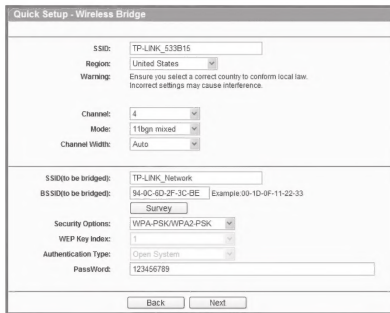 Quick Setup - Wireless Bridge
SSID: TP-LINK_533B15
Region: United States
Warning: Ensure you select a correct country to conform local law.
Incorrect settings may cause interference.
Channel: 4
Mode: 11bgn mixed
Channel Width: Auto
SSID(to be bridged): TP-LINK_Network
BSSID(to be bridged): 94-0C-6D-2F-3C-BE Example:00-1D-0F-11-22-33
Survey
Security Options: WPA-PSK/WPA2-PSK
WEP Key Index: 1
Authentication Type: Open System
PassWord: 123456789
Back Next